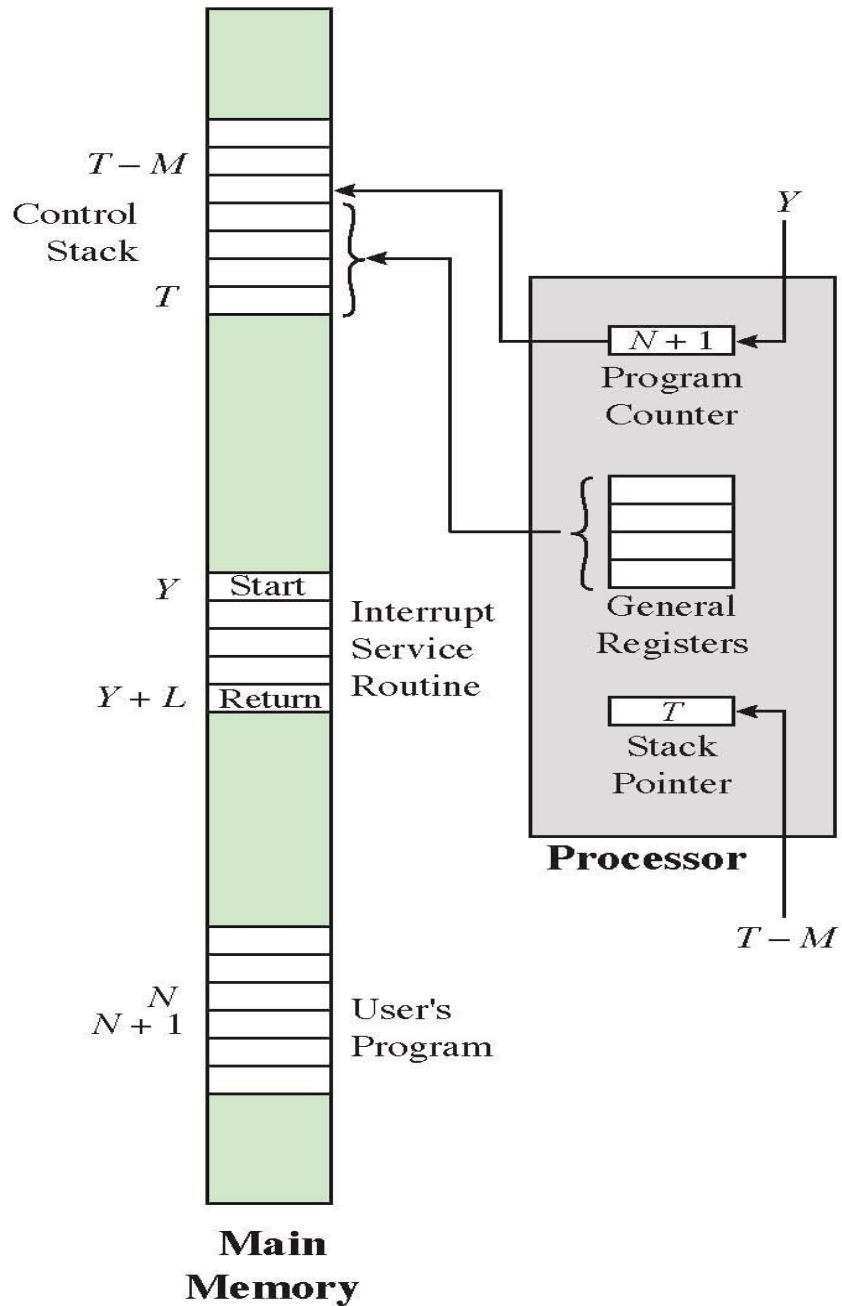 T − M
Control
Stack
T
Y
N + 1
Program
Counter
Y
Start
Interrupt
Service
Routine
General
Registers
Y + L
Return
T
Stack
Pointer
Processor
T − M
N
N + 1
User's
Program
Main
Memory